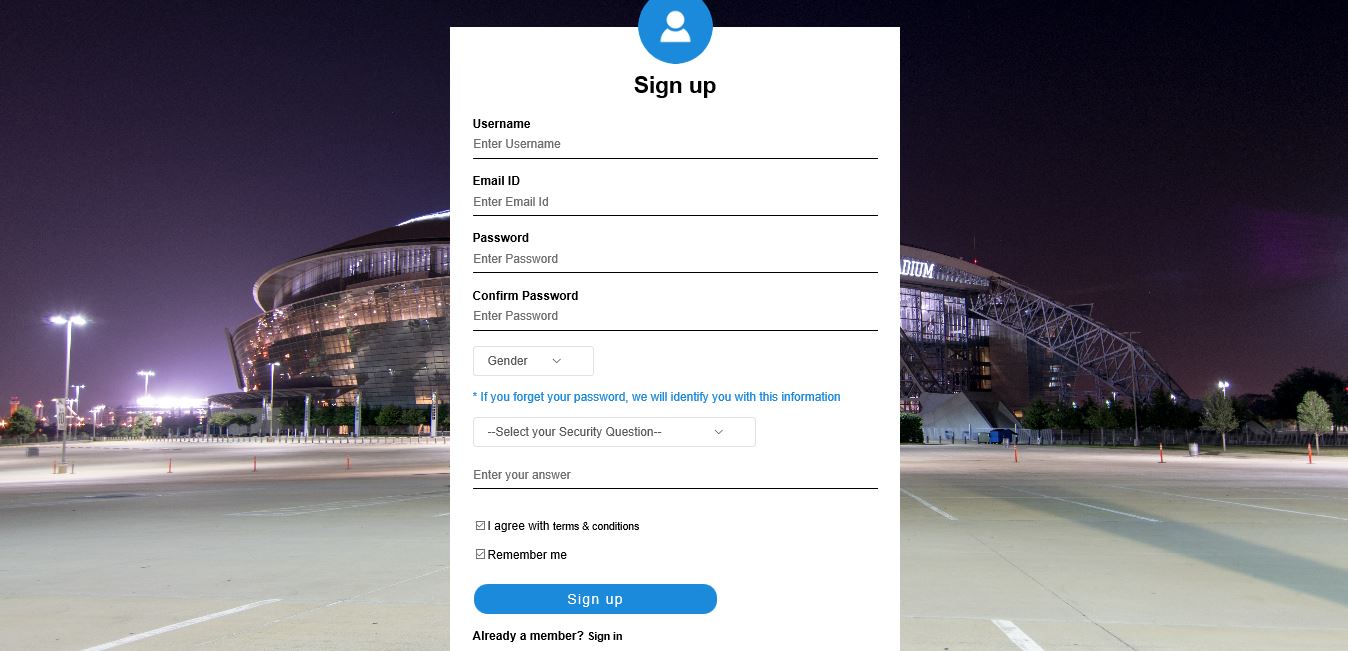 Sign up
Username
Enter Username
Email ID
Enter Email Id
Password
Enter Password
Confirm Password
Enter Password
Gender
* If you forget your password, we will identify you with this information
--Select your Security Question--
Enter your answer
I agree with terms & conditions
Remember me
Sign up
Already a member? Sign in
ADIUM